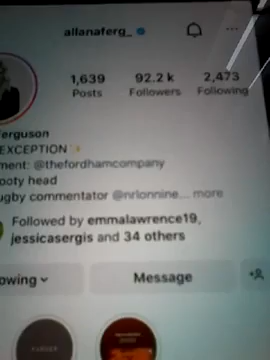 allanaferg_
1,639 92.2 k 2,473
Posts Followers Following
erguson
EXCEPTION
ment: @thefordhamcompany
ooty head
ugby commentator @nrlonnine... more
Followed by emmalawrence19,
jessicasergis and 34 others
owing Message